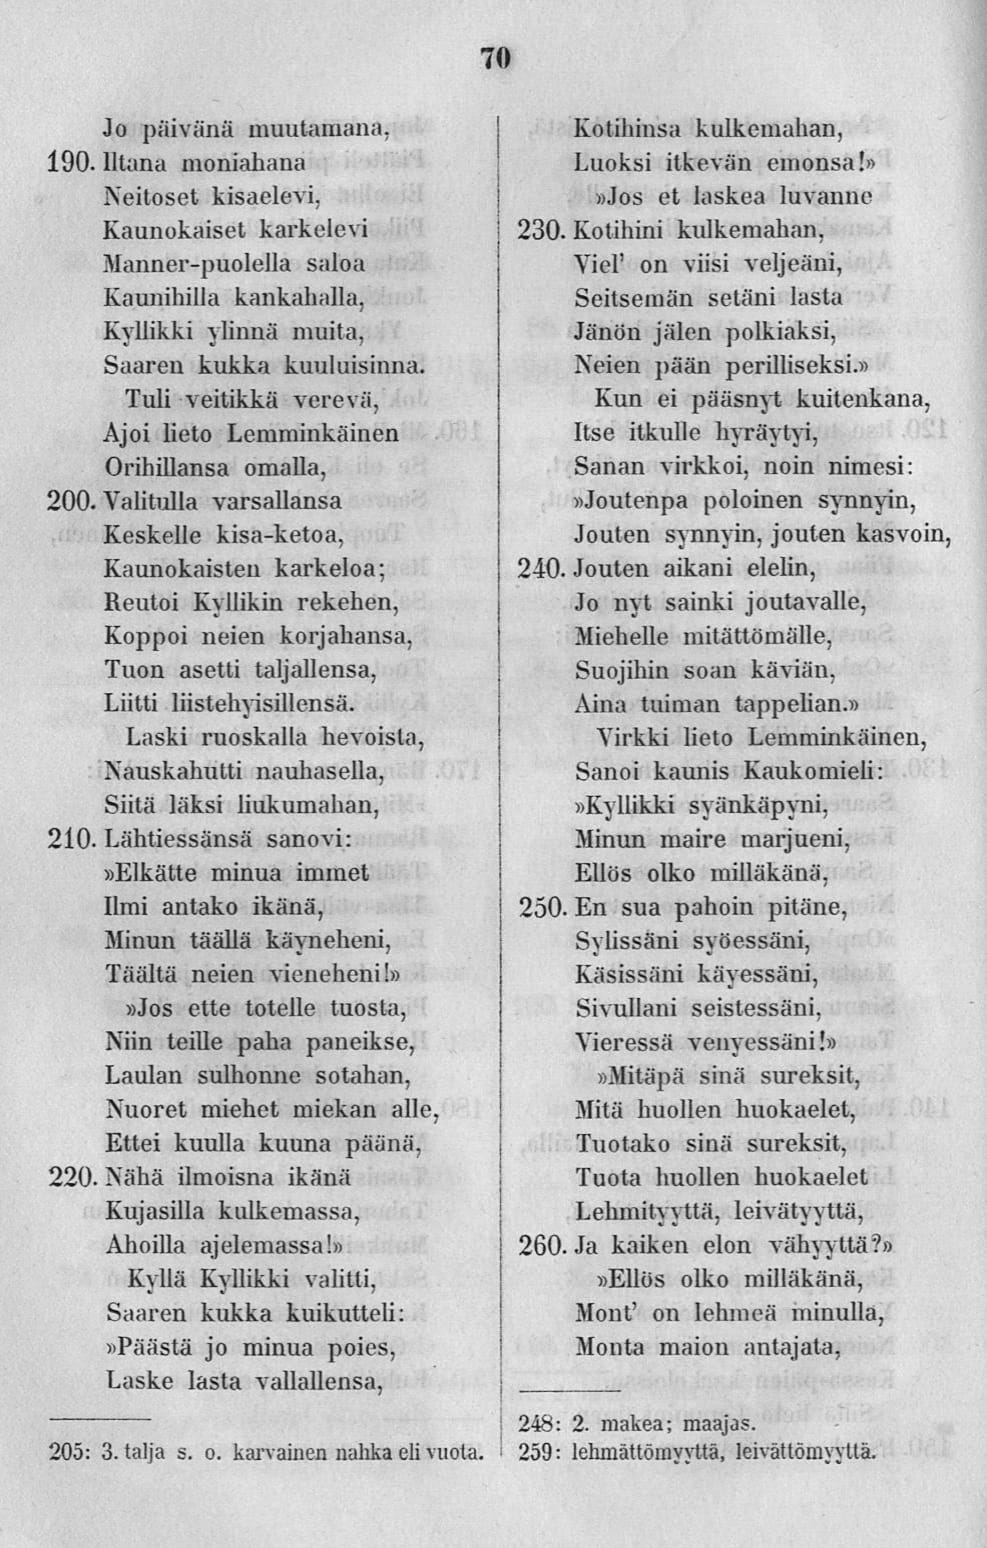 70
Jo päivänä muutamana,
190. Iltana moniahana
Neitoset kisaelevi,
Kaunokaiset karkelevi
Manner-puolella saloa
Kaunihilla kankahalla,
Kyllikki ylinnä muita,
Saaren kukka kuuluisinna.
Tuli veitikkä verevä,
Ajoi lieto Lemminkäinen
Orihillansa omalla,
200. Valitulla varsallansa
Keskelle kisa-ketoa,
Kaunokaisten karkeloa;
Reutoi Kyllikin rekehen,
Koppoi neien korjahansa,
Tuon asetti taljallensa,
Liitti liistehyisillensä.
Laski ruoskalla hevoista,
Nauskahutti nauhasella,
Siitä läksi liukumahan,
210. Lähtiessänsä sanovi:
»Elkätte minua immet
Ilmi antako ikänä,
Minun täällä käyneheni,
Täältä neien vieneheni!»
»Jos ette totelle tuosta,
Niin teille paha paneikse,
Laulan sulhonne sotahan,
Nuoret miehet miekan alle,
Ettei kuulla kuuna päänä,
220. Nähä ilmoisna ikänä
Kujasilla kulkemassa,
Ahoilla ajelemassa!»
Kyllä Kyllikki valitti,
Saaren kukka kuikutteli:
»Päästä jo minua poies,
Laske lasta vallallensa,
205: 3. talja s. o. karvainen nahka eli vuota.
Kotihinsa kulkemahan,
Luoksi itkevän emonsa!»
»Jos et laskea luvanne
230. Kotihini kulkemahan,
Viel' on viisi veljeäni,
Seitsemän setäni lasta
Jänön jälen polkiaksi,
Neien pään perilliseksi.»
Kun ei pääsnyt kuitenkana,
Itse itkulle hyräytyi,
Sanan virkkoi, noin nimesi:
»Joutenpa poloinen synnyin,
Jouten synnyin, jouten kasvoin,
240. Jouten aikani elelin,
Jo nyt sainki joutavalle,
Miehelle mitättömälle,
Suojihin soan käviän,
Aina tuiman tappelian.»
Virkki lieto Lemminkäinen,
Sanoi kaunis Kaukomieli:
»Kyllikki syänkäpyni,
Minun maire marjueni,
Ellös olko milläkänä,
250. En sua pahoin pitäne,
Sylissäni syöessäni,
Käsissäni käyessäni,
Sivullani seistessäni,
Vieressä venyessäni!»
»Mitäpä sinä sureksit,
Mitä huollen huokaelet,
Tuotako sinä sureksit,
Tuota huollen huokaelet
Lehmityyttä, leivätyyttä,
260. Ja kaiken elon vähyyttä?»
»Ellös olko milläkänä,
Mont' on lehmeä minulla,
Monta maion antajata,
248: 2. makea; maajas.
259: lehmättömyyttä, leivättömyyttä.